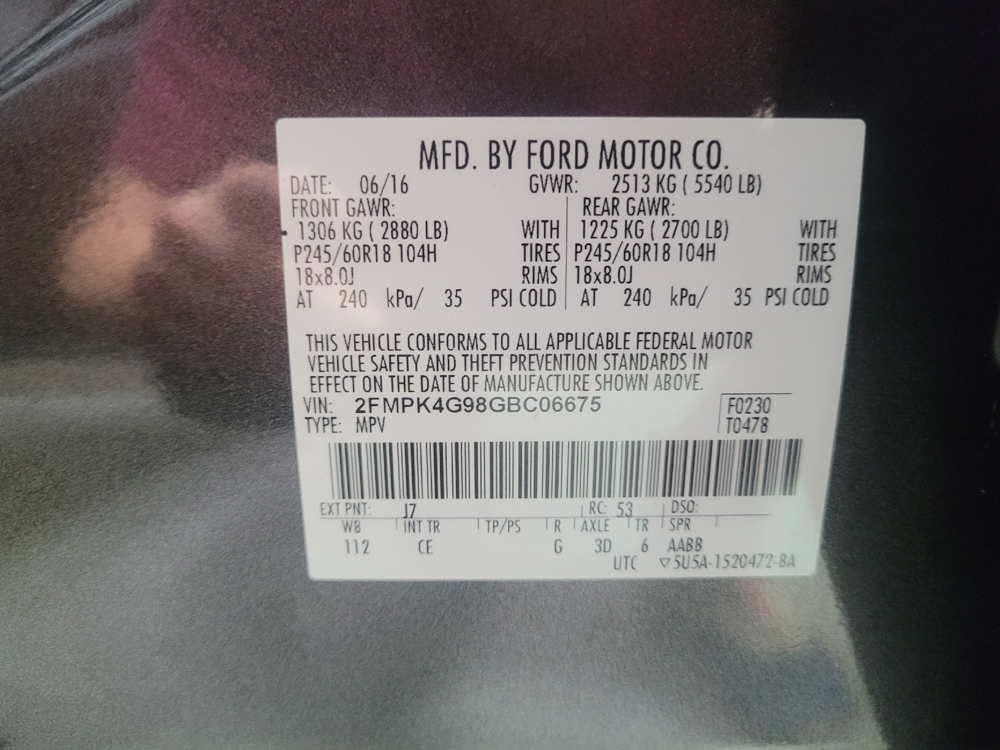 MFD. BY FORD MOTOR CO.
DATE: 06/16 GVWR: 2513 KG ( 5540 LB)
FRONT GAWR: REAR GAWR:
1306 KG ( 2880 LB) WITH 1225 KG ( 2700 LB) WITH
P245/60R18 104H TIRES P245/60R18 104H TIRES
18x8.0J RIMS 18x8.0J RIMS
AT 240 kPa/ 35 PSI COLD AT 240 kPa/ 35 PSI COLD
THIS VEHICLE CONFORMS TO ALL APPLICABLE FEDERAL MOTOR
VEHICLE SAFETY AND THEFT PREVENTION STANDARDS IN
EFFECT ON THE DATE OF MANUFACTURE SHOWN ABOVE.
VIN: 2FMPK4G98GBC06675 F0230
TYPE: MPV T0478
EXT PNT: J7 RC: 53 DSO:
WB INT TR TP/PS R AXLE TR SPR
112 CE G 3D 6 AABB
UTC ▽5U5A-1520472-BA